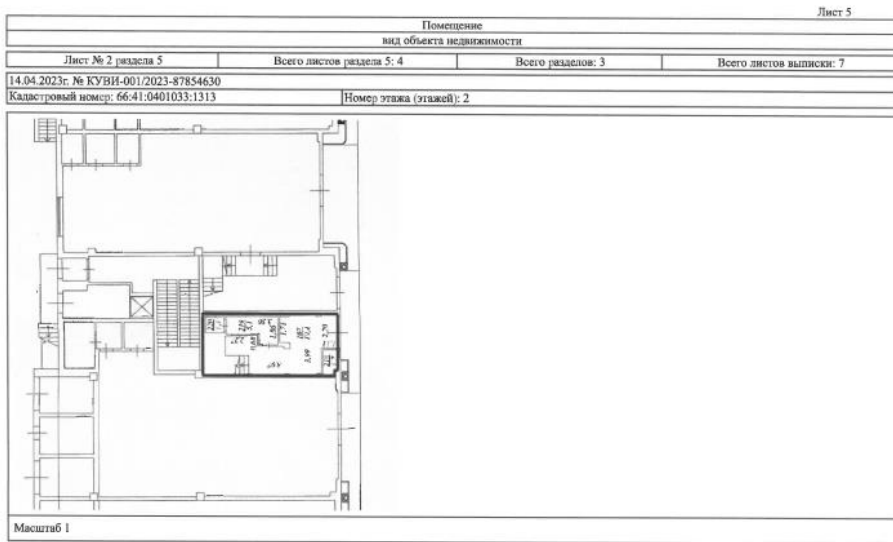 Лист 5
Помещение
вид объекта недвижимости
Лист № 2 раздела 5 Всего листов раздела 5: 4 Всего разделов: 3 Всего листов выписки: 7
14.04.2023г. № КУВИ-001/2023-87854630
Кадастровый номер: 66:41:0401033:1313 Номер этажа (этажей): 2
Масштаб 1